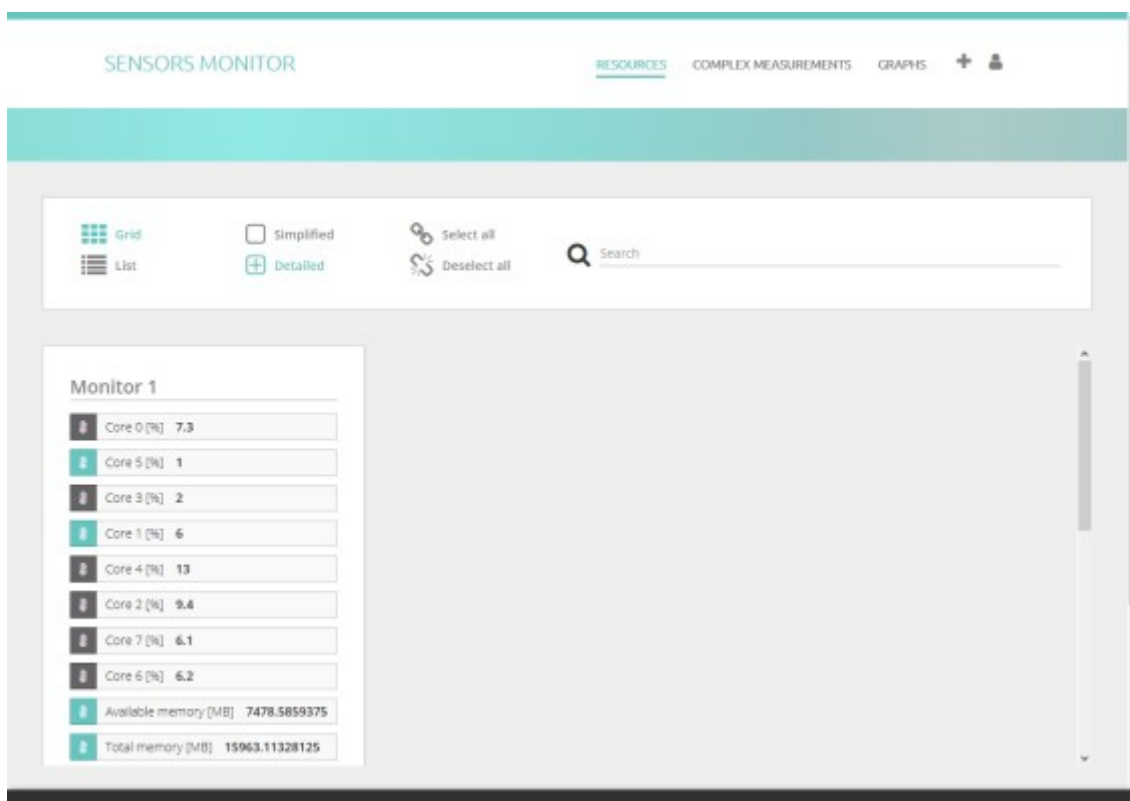 SENSORS MONITOR
RESOURCES COMPLEX MEASUREMENTS GRAPHS
Grid Simplified Select all
Search
List Detailed Deselect all
Monitor 1
Core 0 [%] 7.3
Core 5 [%] 1
Core 3 [%] 2
Core 1 [%] 6
Core 4 [%] 13
Core 2 [%] 9.4
Core 7 [%] 6.1
Core 6 [%] 6.2
Available memory [MB] 7478.5859375
Total memory [MB] 15963.11328125